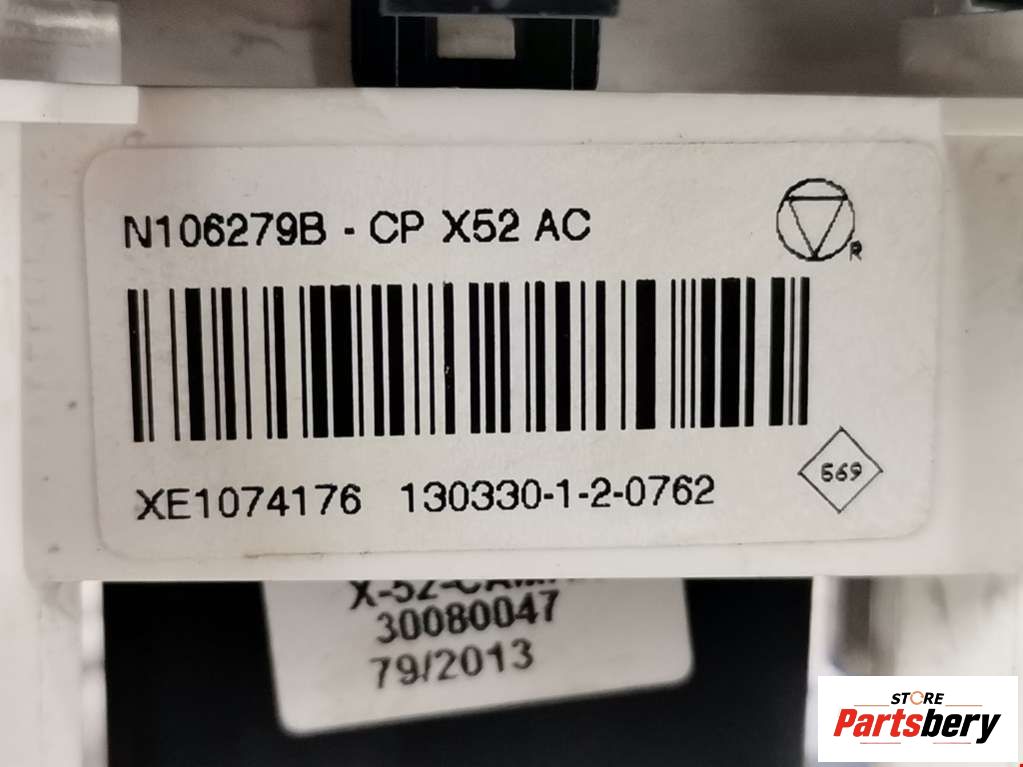 N106279B - CP X52 AC
R
XE1074176 130330-1-2-0762
569
30080047
79/2013
STORE
Partsbery